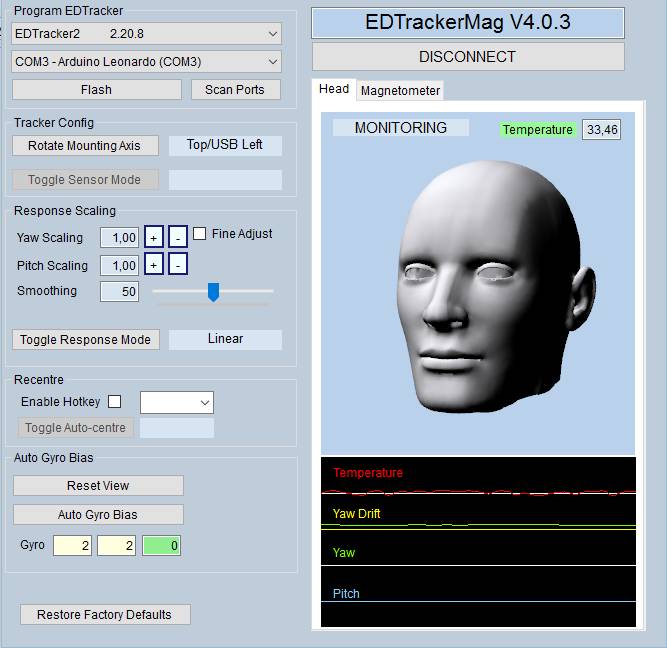 Program EDTracker
EDTracker2 2.20.8
COM3 - Arduino Leonardo (COM3)
Flash
Scan Ports
Tracker Config
Rotate Mounting Axis
Top/USB Left
Toggle Sensor Mode
Response Scaling
Yaw Scaling 1,00 + - Fine Adjust
Pitch Scaling 1,00 + -
Smoothing 50
Toggle Response Mode
Linear
Recentre
Enable Hotkey
Toggle Auto-centre
Auto Gyro Bias
Reset View
Auto Gyro Bias
Gyro 2 2 0
Restore Factory Defaults
EDTrackerMag V4.0.3
DISCONNECT
Head Magnetometer
MONITORING
Temperature 33,46
Temperature
Yaw Drift
Yaw
Pitch